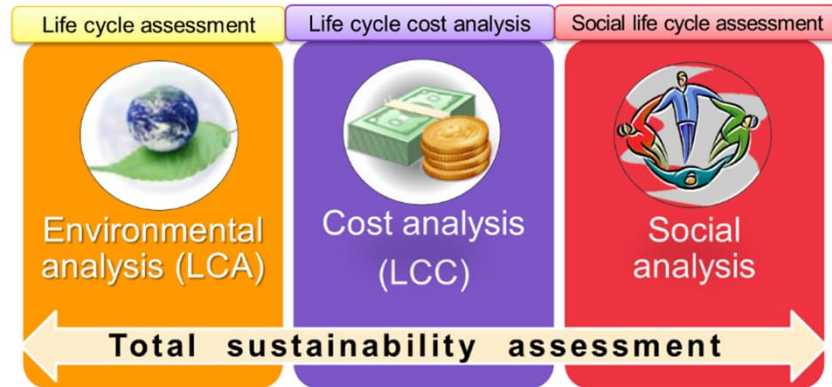 Life cycle assessment
Life cycle cost analysis
Social life cycle assessment
Environmental
analysis (LCA)
Cost analysis
(LCC)
Social
analysis
Total sustainability assessment